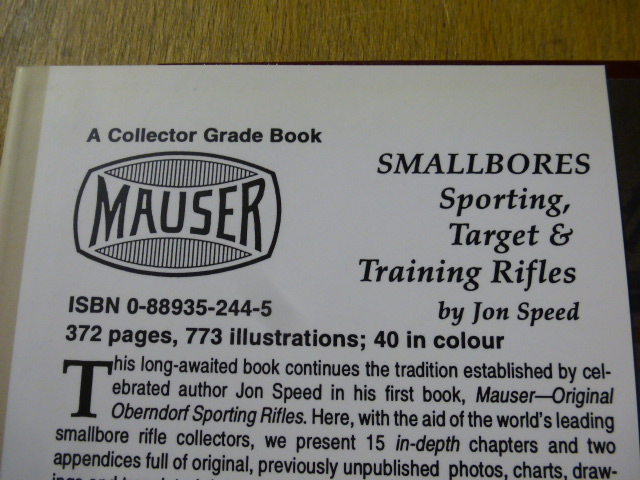 A Collector Grade Book
MAUSER
SMALLBORES
Sporting,
Target &
Training Rifles
by Jon Speed
ISBN 0-88935-244-5
372 pages, 773 illustrations; 40 in colour
This long-awaited book continues the tradition established by cel-
ebrated author Jon Speed in his first book, Mauser—Original
Oberndorf Sporting Rifles. Here, with the aid of the world's leading
smallbore rifle collectors, we present 15 in-depth chapters and two
appendices full of original, previously unpublished photos, charts, draw-
ings and